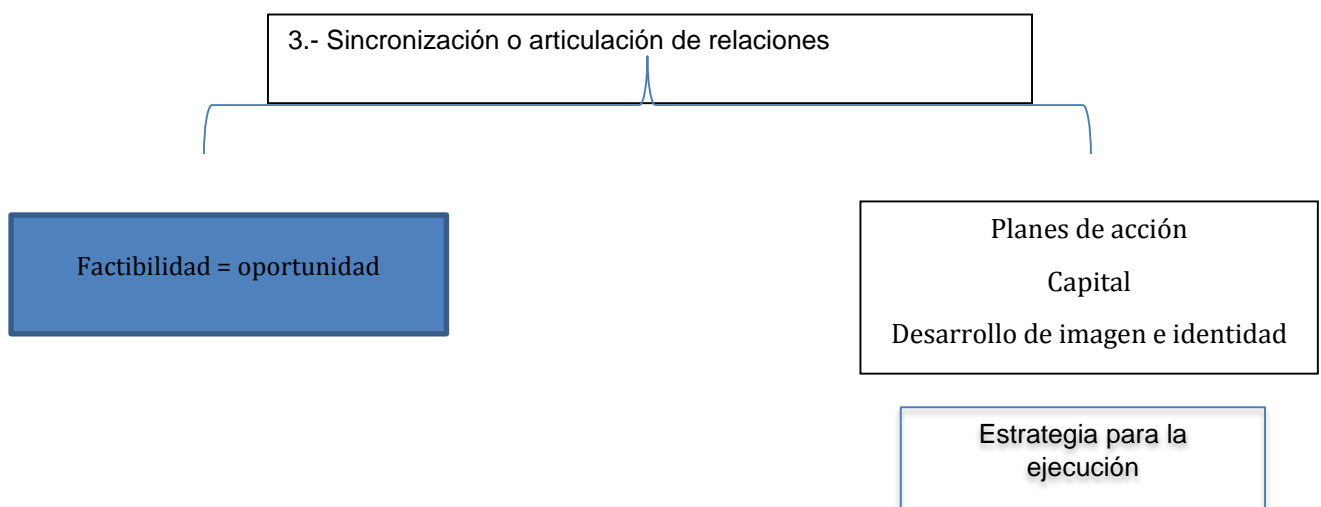 3.- Sincronización o articulación de relaciones
Factibilidad = oportunidad
Planes de acción
Capital
Desarrollo de imagen e identidad
Estrategia para la
ejecución